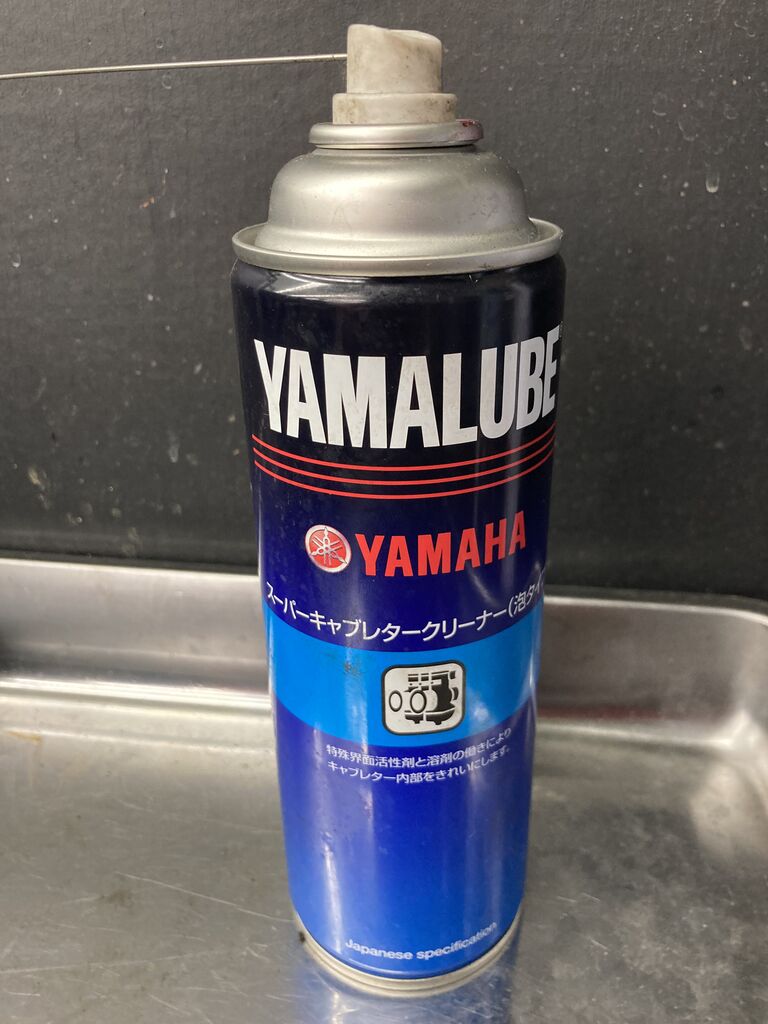 YAMALUBE
YAMAHA
スーパーキャブレタークリーナー(泡タイ
特殊界面活性剤と溶剤の働きにより
キャブレター内部をきれいにします。
Japanese specification